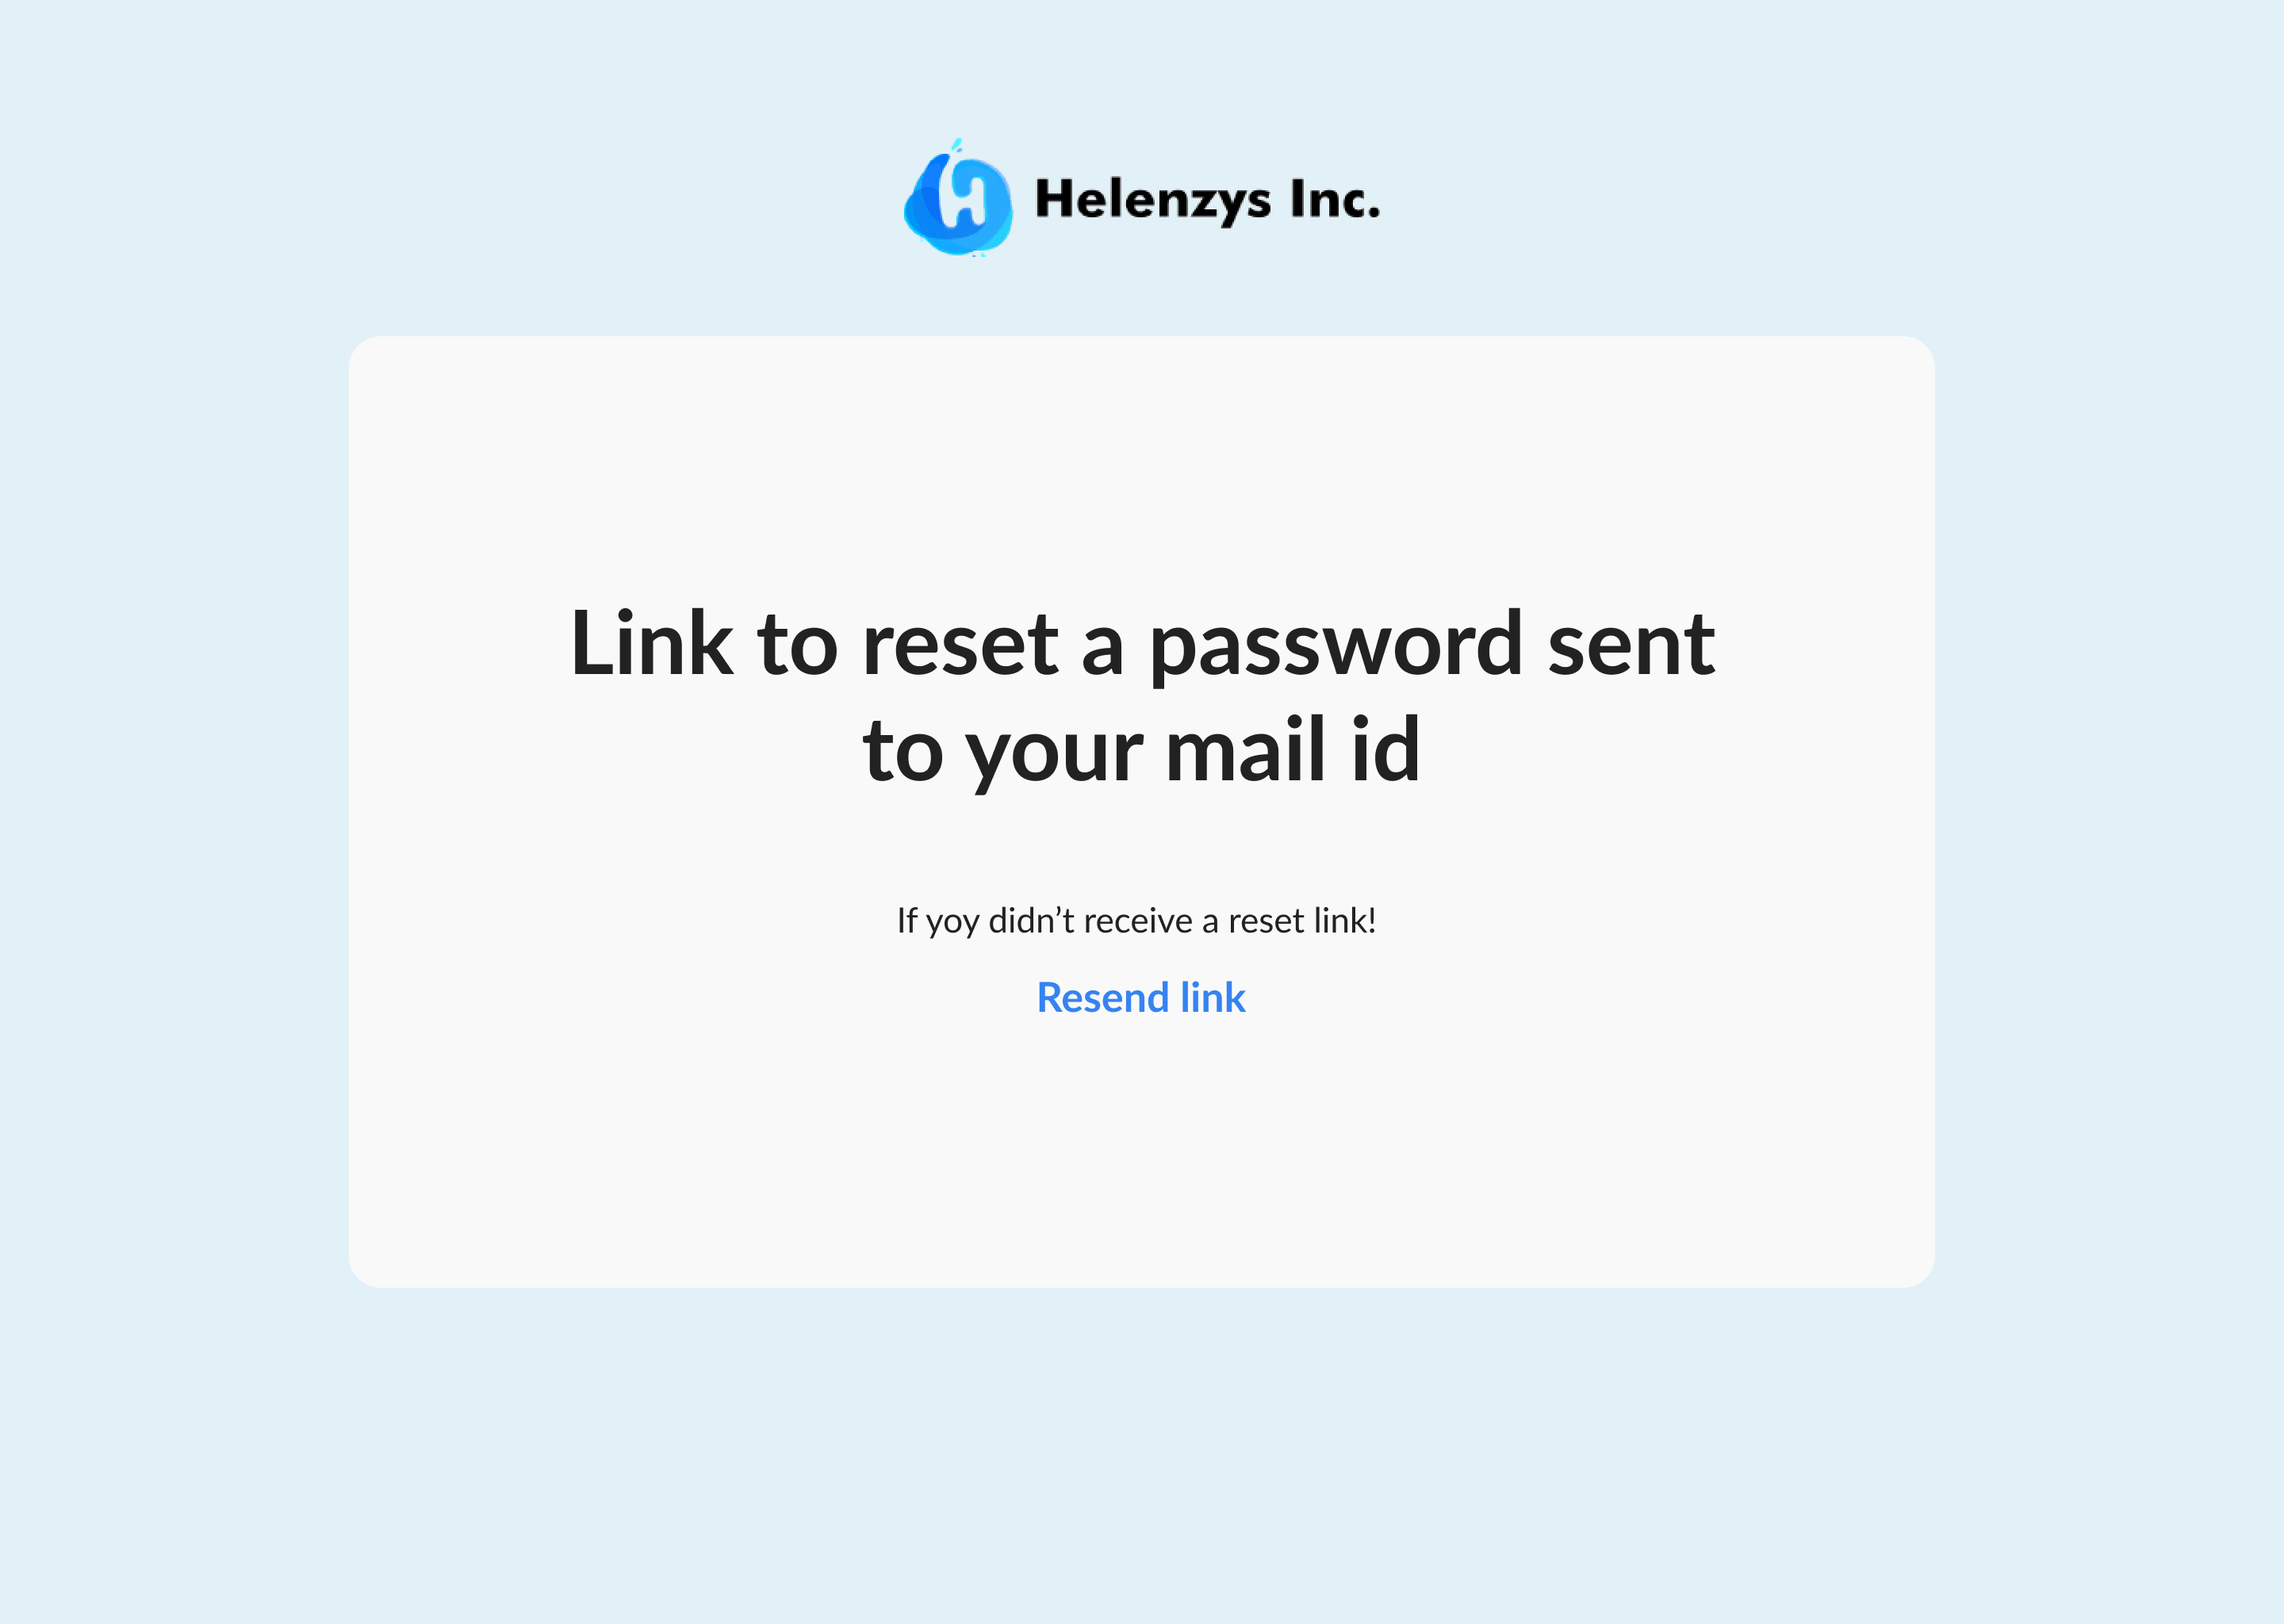 Helenzys Inc.
Link to reset a password sent
to your mail id
If yoy didn’t receive a reset link!
Resend link